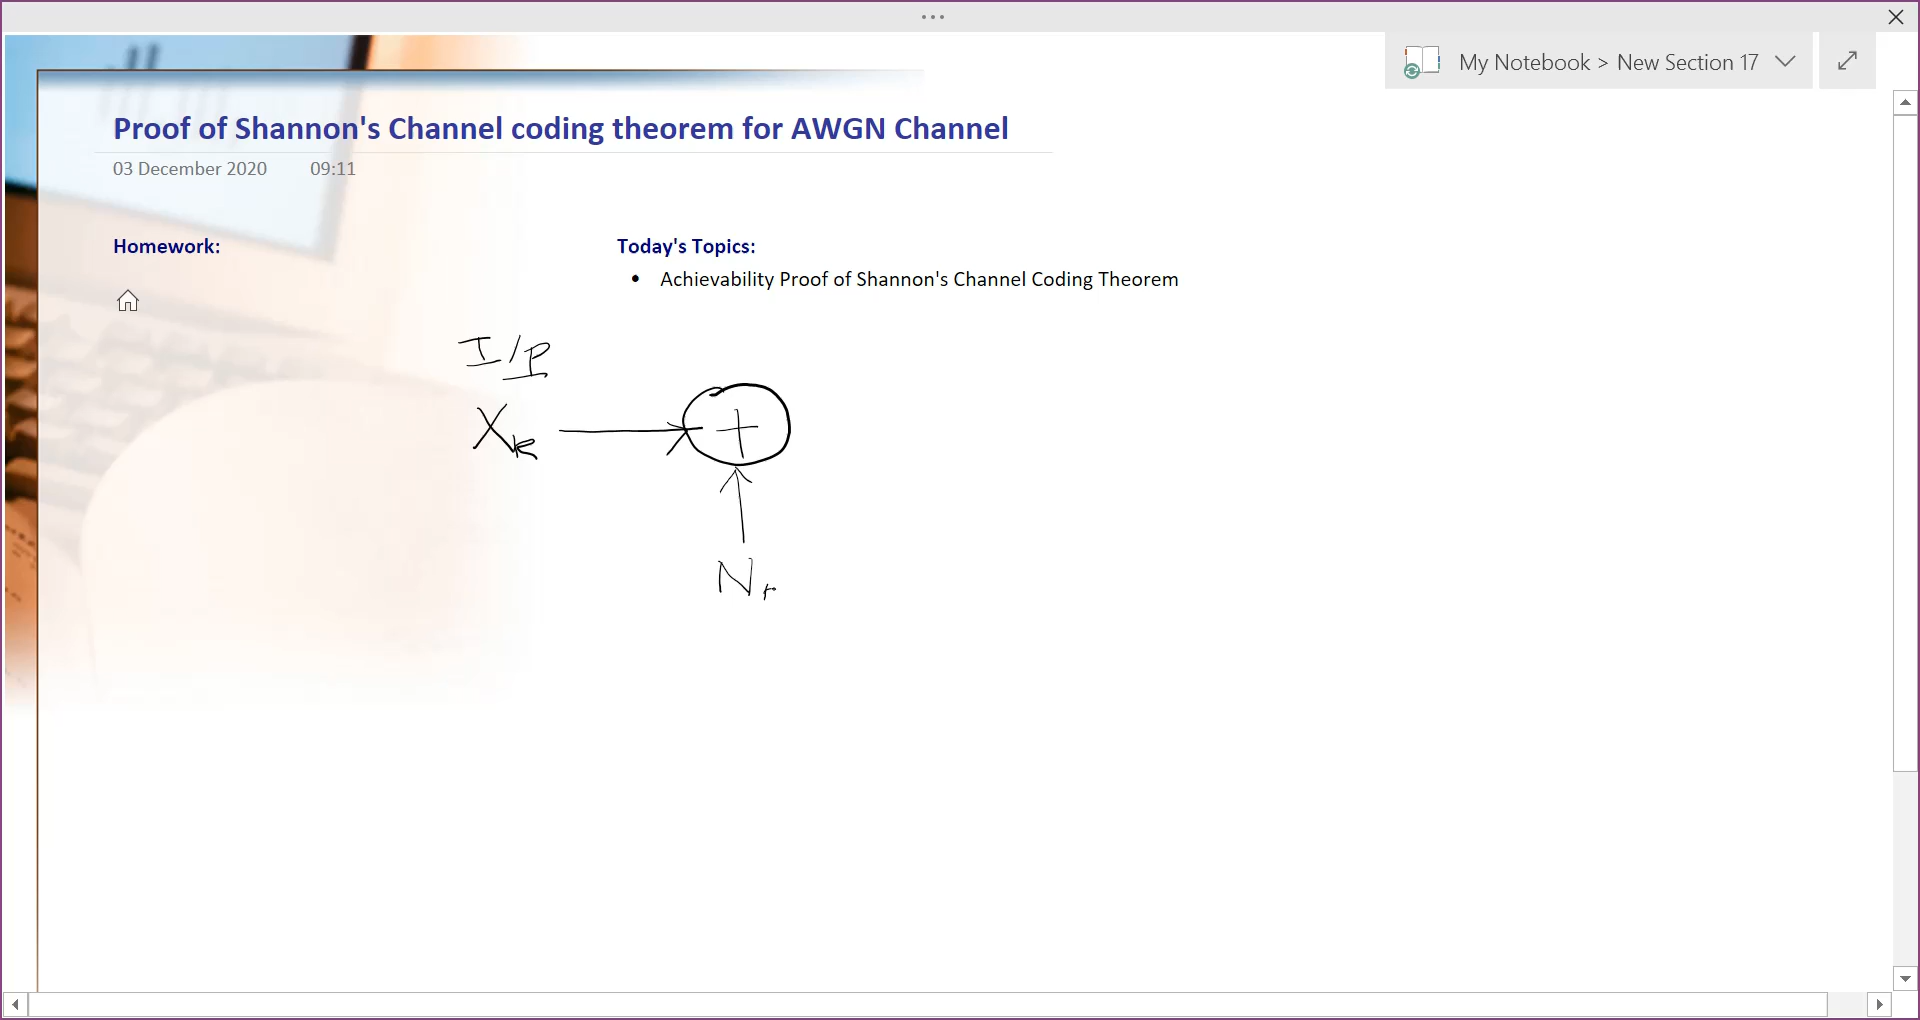 My Notebook > New Section 17
Proof of Shannon's Channel coding theorem for AWGN Channel
03 December 2020 09:11
Homework:
Today's Topics:
• Achievability Proof of Shannon's Channel Coding Theorem
I/P
Xk
+
N